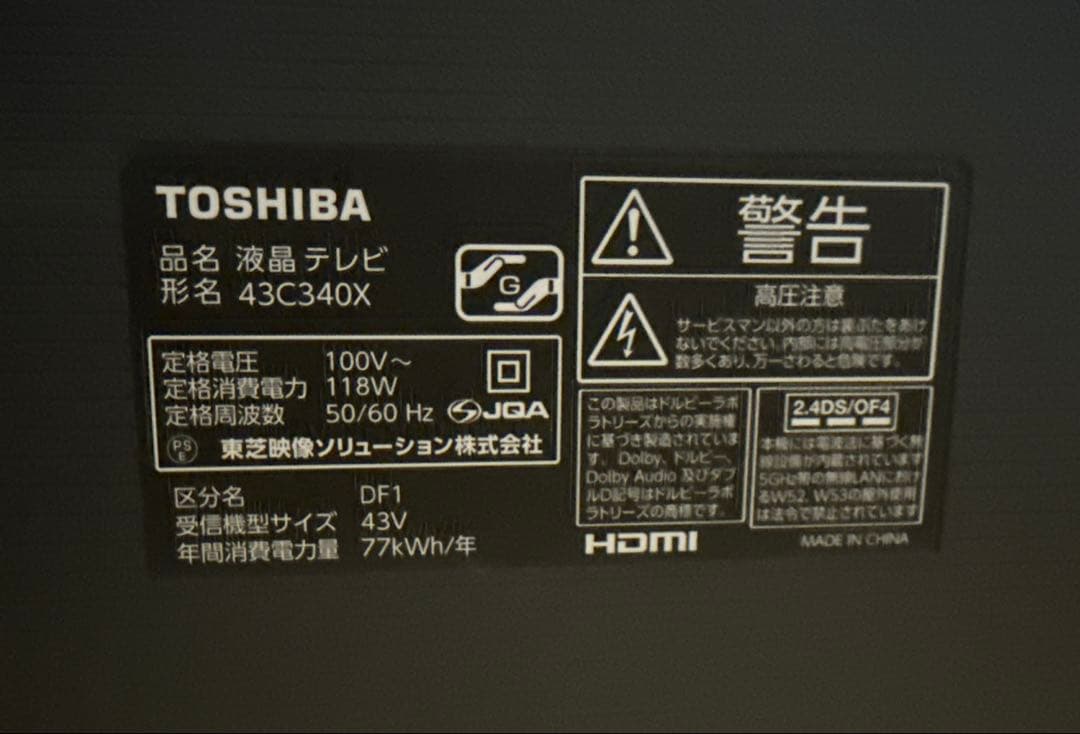 TOSHIBA
品名 液晶テレビ
形名 43C340X
G
定格電圧 100V～
定格消費電力 118W
定格周波数 50/60 Hz
JQA
PS
E
東芝映像ソリューション株式会社
区分名 DF1
受信機型サイズ 43V
年間消費電力量 77kWh/年
警告
高圧注意
サービスマン以外の方は裏ぶたをあけ
ないでください。内部には高電圧部分が
数多くあり、万一さわると危険です。
この製品はドルビーラボ
ラトリーズからの実施権
に基づき製造されていま
す。Dolby、ドルビー、
Dolby Audio 及びダブ
ルD記号はドルビーラボ
ラトリーズの商標です。
2.4DS/OF4
本機には電波法に基づく無
線設備が内蔵されています
5GHz帯の無線LANにおけ
るW52、W53の屋外使用
は法令で禁止されています
HDMI
MADE IN CHINA